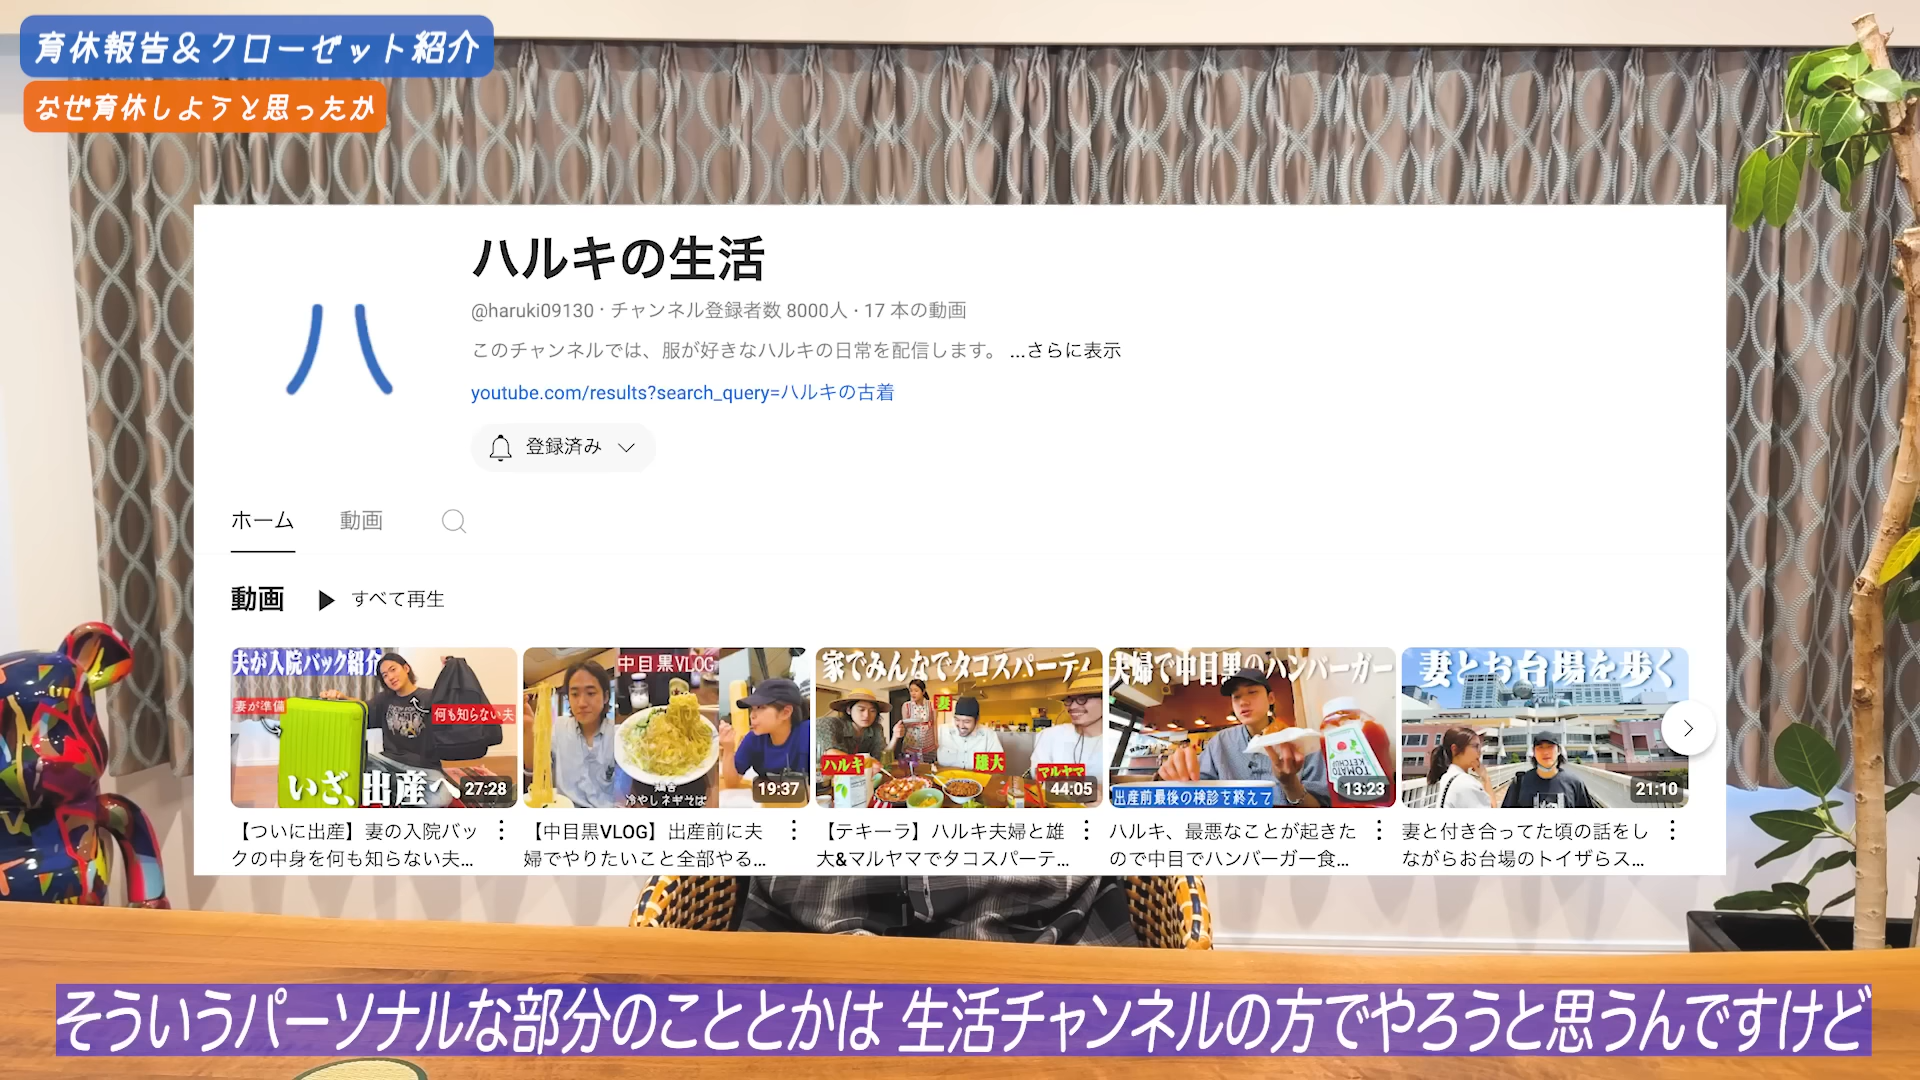 育休報告&クローゼット紹介
なぜ育休しようと思ったか
ハ
ハルキの生活
@haruki09130・チャンネル登録者数 8000人・17 本の動画
このチャンネルでは、服が好きなハルキの日常を配信します。 ...さらに表示
youtube.com/results?search_query=ハルキの古着
登録済み
ホーム 動画
動画 すべて再生
夫が入院バック紹介
妻が準備
何も知らない夫
いざ、出産へ
27:28
中目黒VLOG
冷やしネギそば
19:37
家でみんなでタコスパーティ
妻
ハルキ
雄大
マルヤマ
44:05
夫婦で中目黒のハンバーガー
TOMATO
KETCHUP
出産前最後の検診を終えて
13:23
妻とお台場を歩く
21:10
【ついに出産】妻の入院バッ
クの中身を何も知らない夫...
【中目黒VLOG】出産前に夫
婦でやりたいこと全部やる...
【テキーラ】ハルキ夫婦と雄
大&マルヤマでタコスパーテ...
ハルキ、最悪なことが起きた
ので中目でハンバーガー食...
妻と付き合ってた頃の話をし
ながらお台場のトイザらス...
そういうパーソナルな部分のこととかは 生活チャンネルの方でやろうと思うんですけど